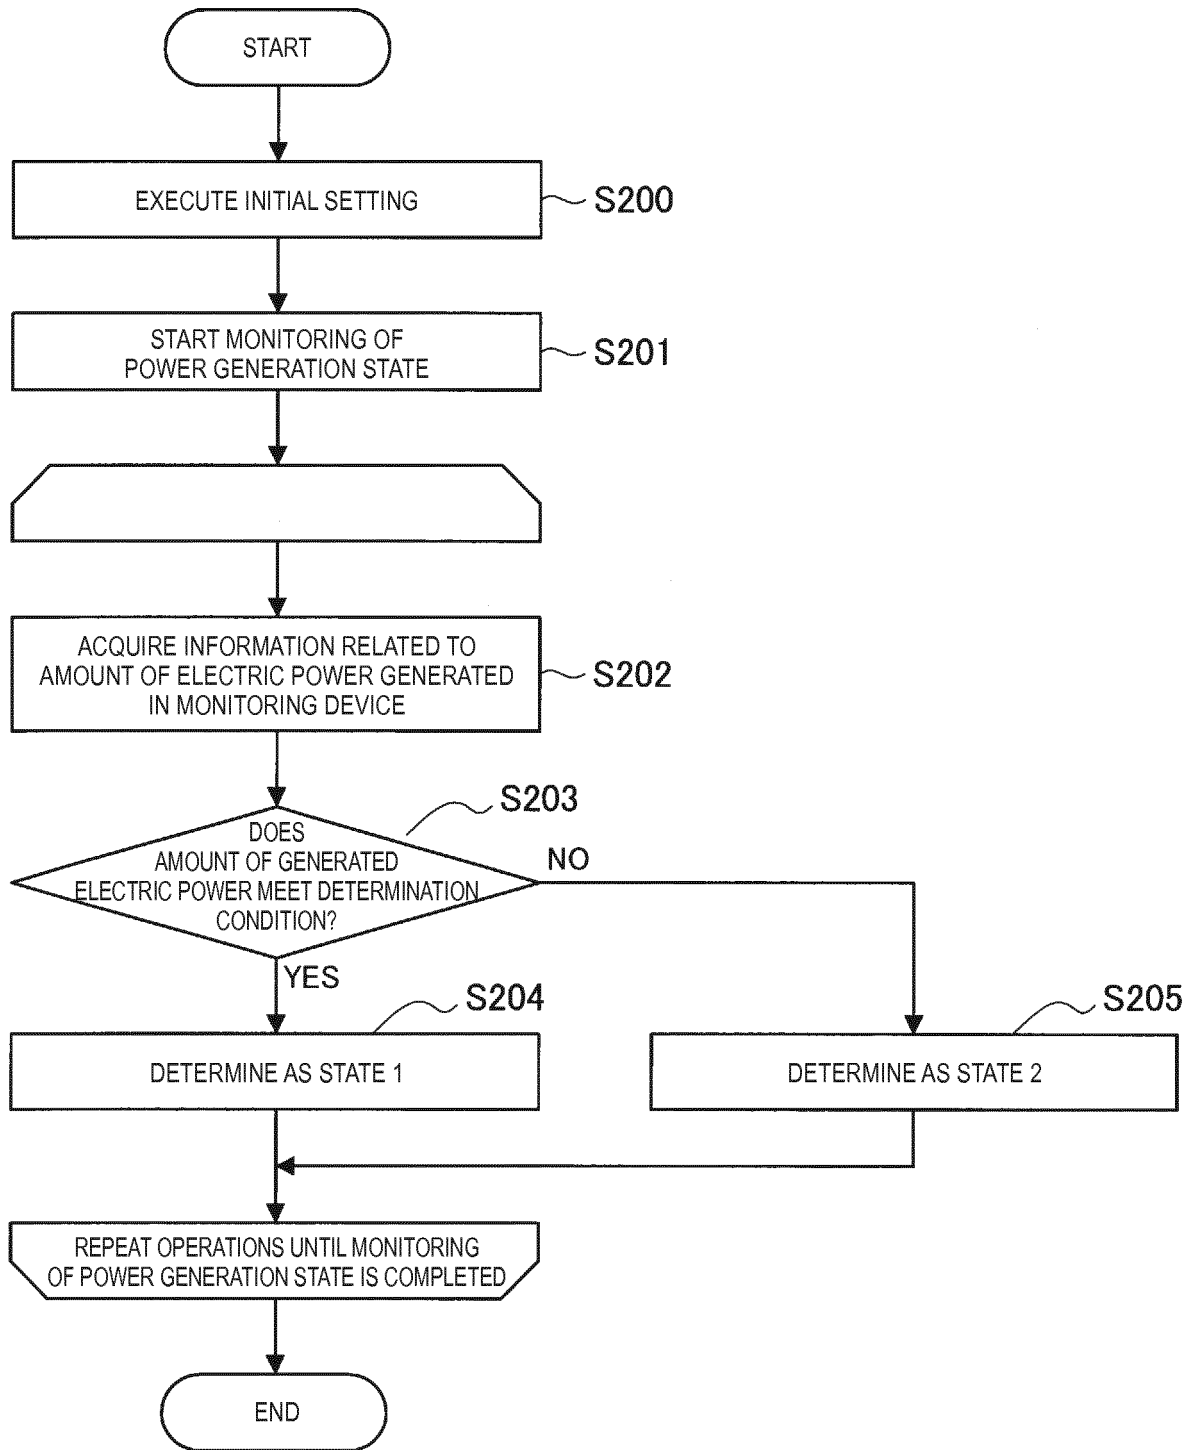 START
EXECUTE INITIAL SETTING
S200
START MONITORING OF
POWER GENERATION STATE
S201
ACQUIRE INFORMATION RELATED TO
AMOUNT OF ELECTRIC POWER GENERATED
IN MONITORING DEVICE
S202
S203
DOES
AMOUNT OF GENERATED
ELECTRIC POWER MEET DETERMINATION
CONDITION?
NO
YES
S204
S205
DETERMINE AS STATE 1
DETERMINE AS STATE 2
REPEAT OPERATIONS UNTIL MONITORING
OF POWER GENERATION STATE IS COMPLETED
END